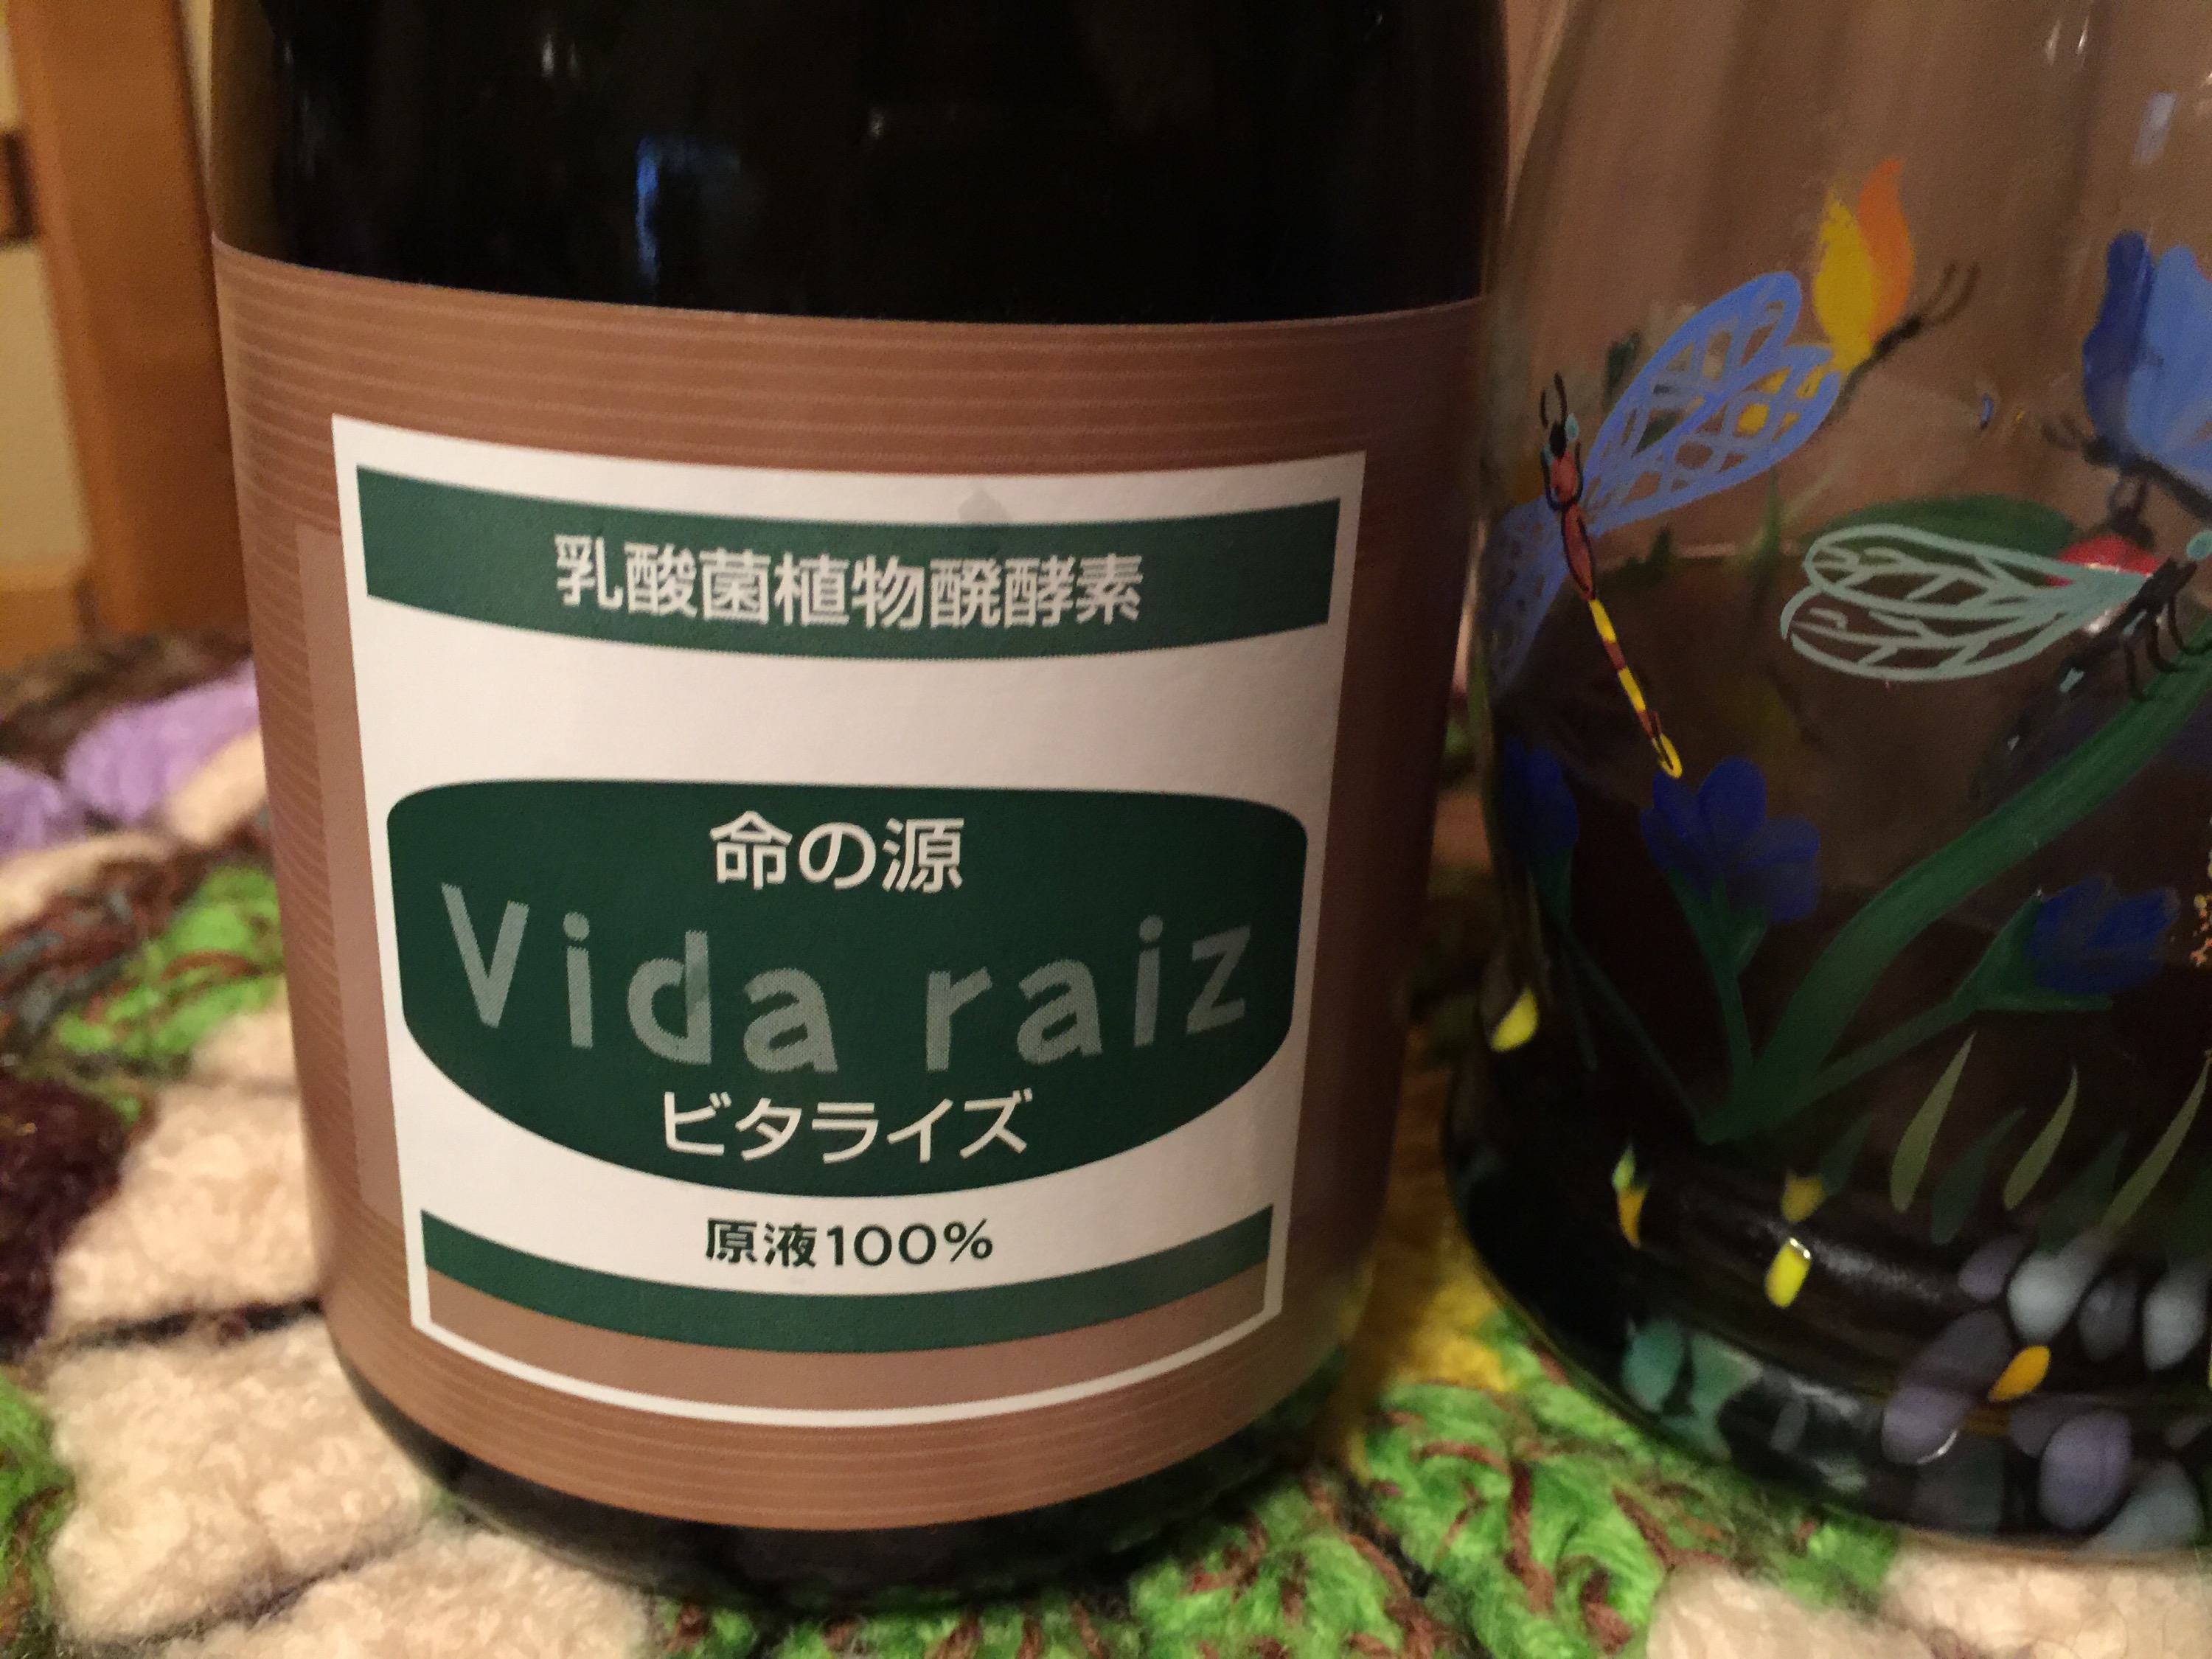 乳酸菌植物醗酵素
命の源
Vida raiz
ビタライズ
原液100%